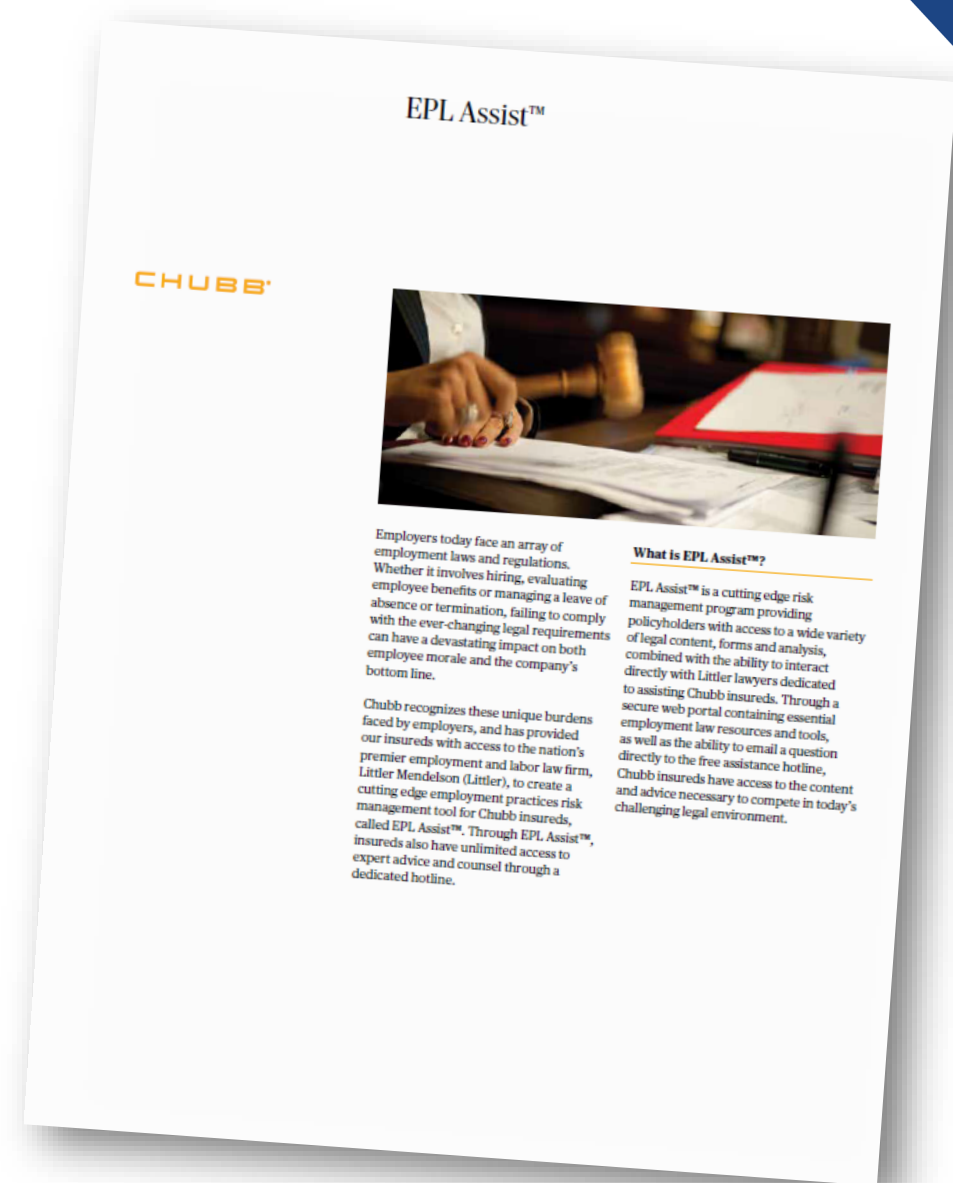 EPL Assist™
CHUBB®
Employers today face an array of
employment laws and regulations.
Whether it involves hiring, evaluating
employee benefits or managing a leave of
absence or termination, failing to comply
with the ever-changing legal requirements
can have a devastating impact on both
employee morale and the company's
bottom line.
Chubb recognizes these unique burdens
faced by employers, and has provided
our insureds with access to the nation's
premier employment and labor law firm,
Littler Mendelson (Littler), to create a
cutting edge employment practices risk
management tool for Chubb insureds,
called EPL Assist™. Through EPL Assist™,
insureds also have unlimited access to
expert advice and counsel through a
dedicated hotline.
What is EPL Assist™?
EPL Assist™ is a cutting edge risk
management program providing
policyholders with access to a wide variety
of legal content, forms and analysis,
combined with the ability to interact
directly with Littler lawyers dedicated
to assisting Chubb insureds. Through a
secure web portal containing essential
employment law resources and tools,
as well as the ability to email a question
directly to the free assistance hotline,
Chubb insureds have access to the content
and advice necessary to compete in today's
challenging legal environment.